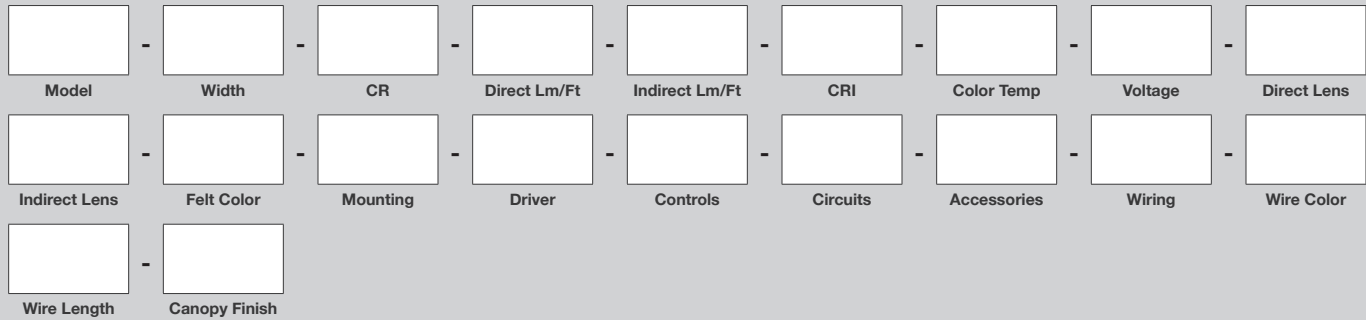 - - - - - - - -
Model Width CR Direct Lm/Ft Indirect Lm/Ft CRI Color Temp Voltage Direct Lens
- - - - - - - -
Indirect Lens Felt Color Mounting Driver Controls Circuits Accessories Wiring Wire Color
-
Wire Length Canopy Finish